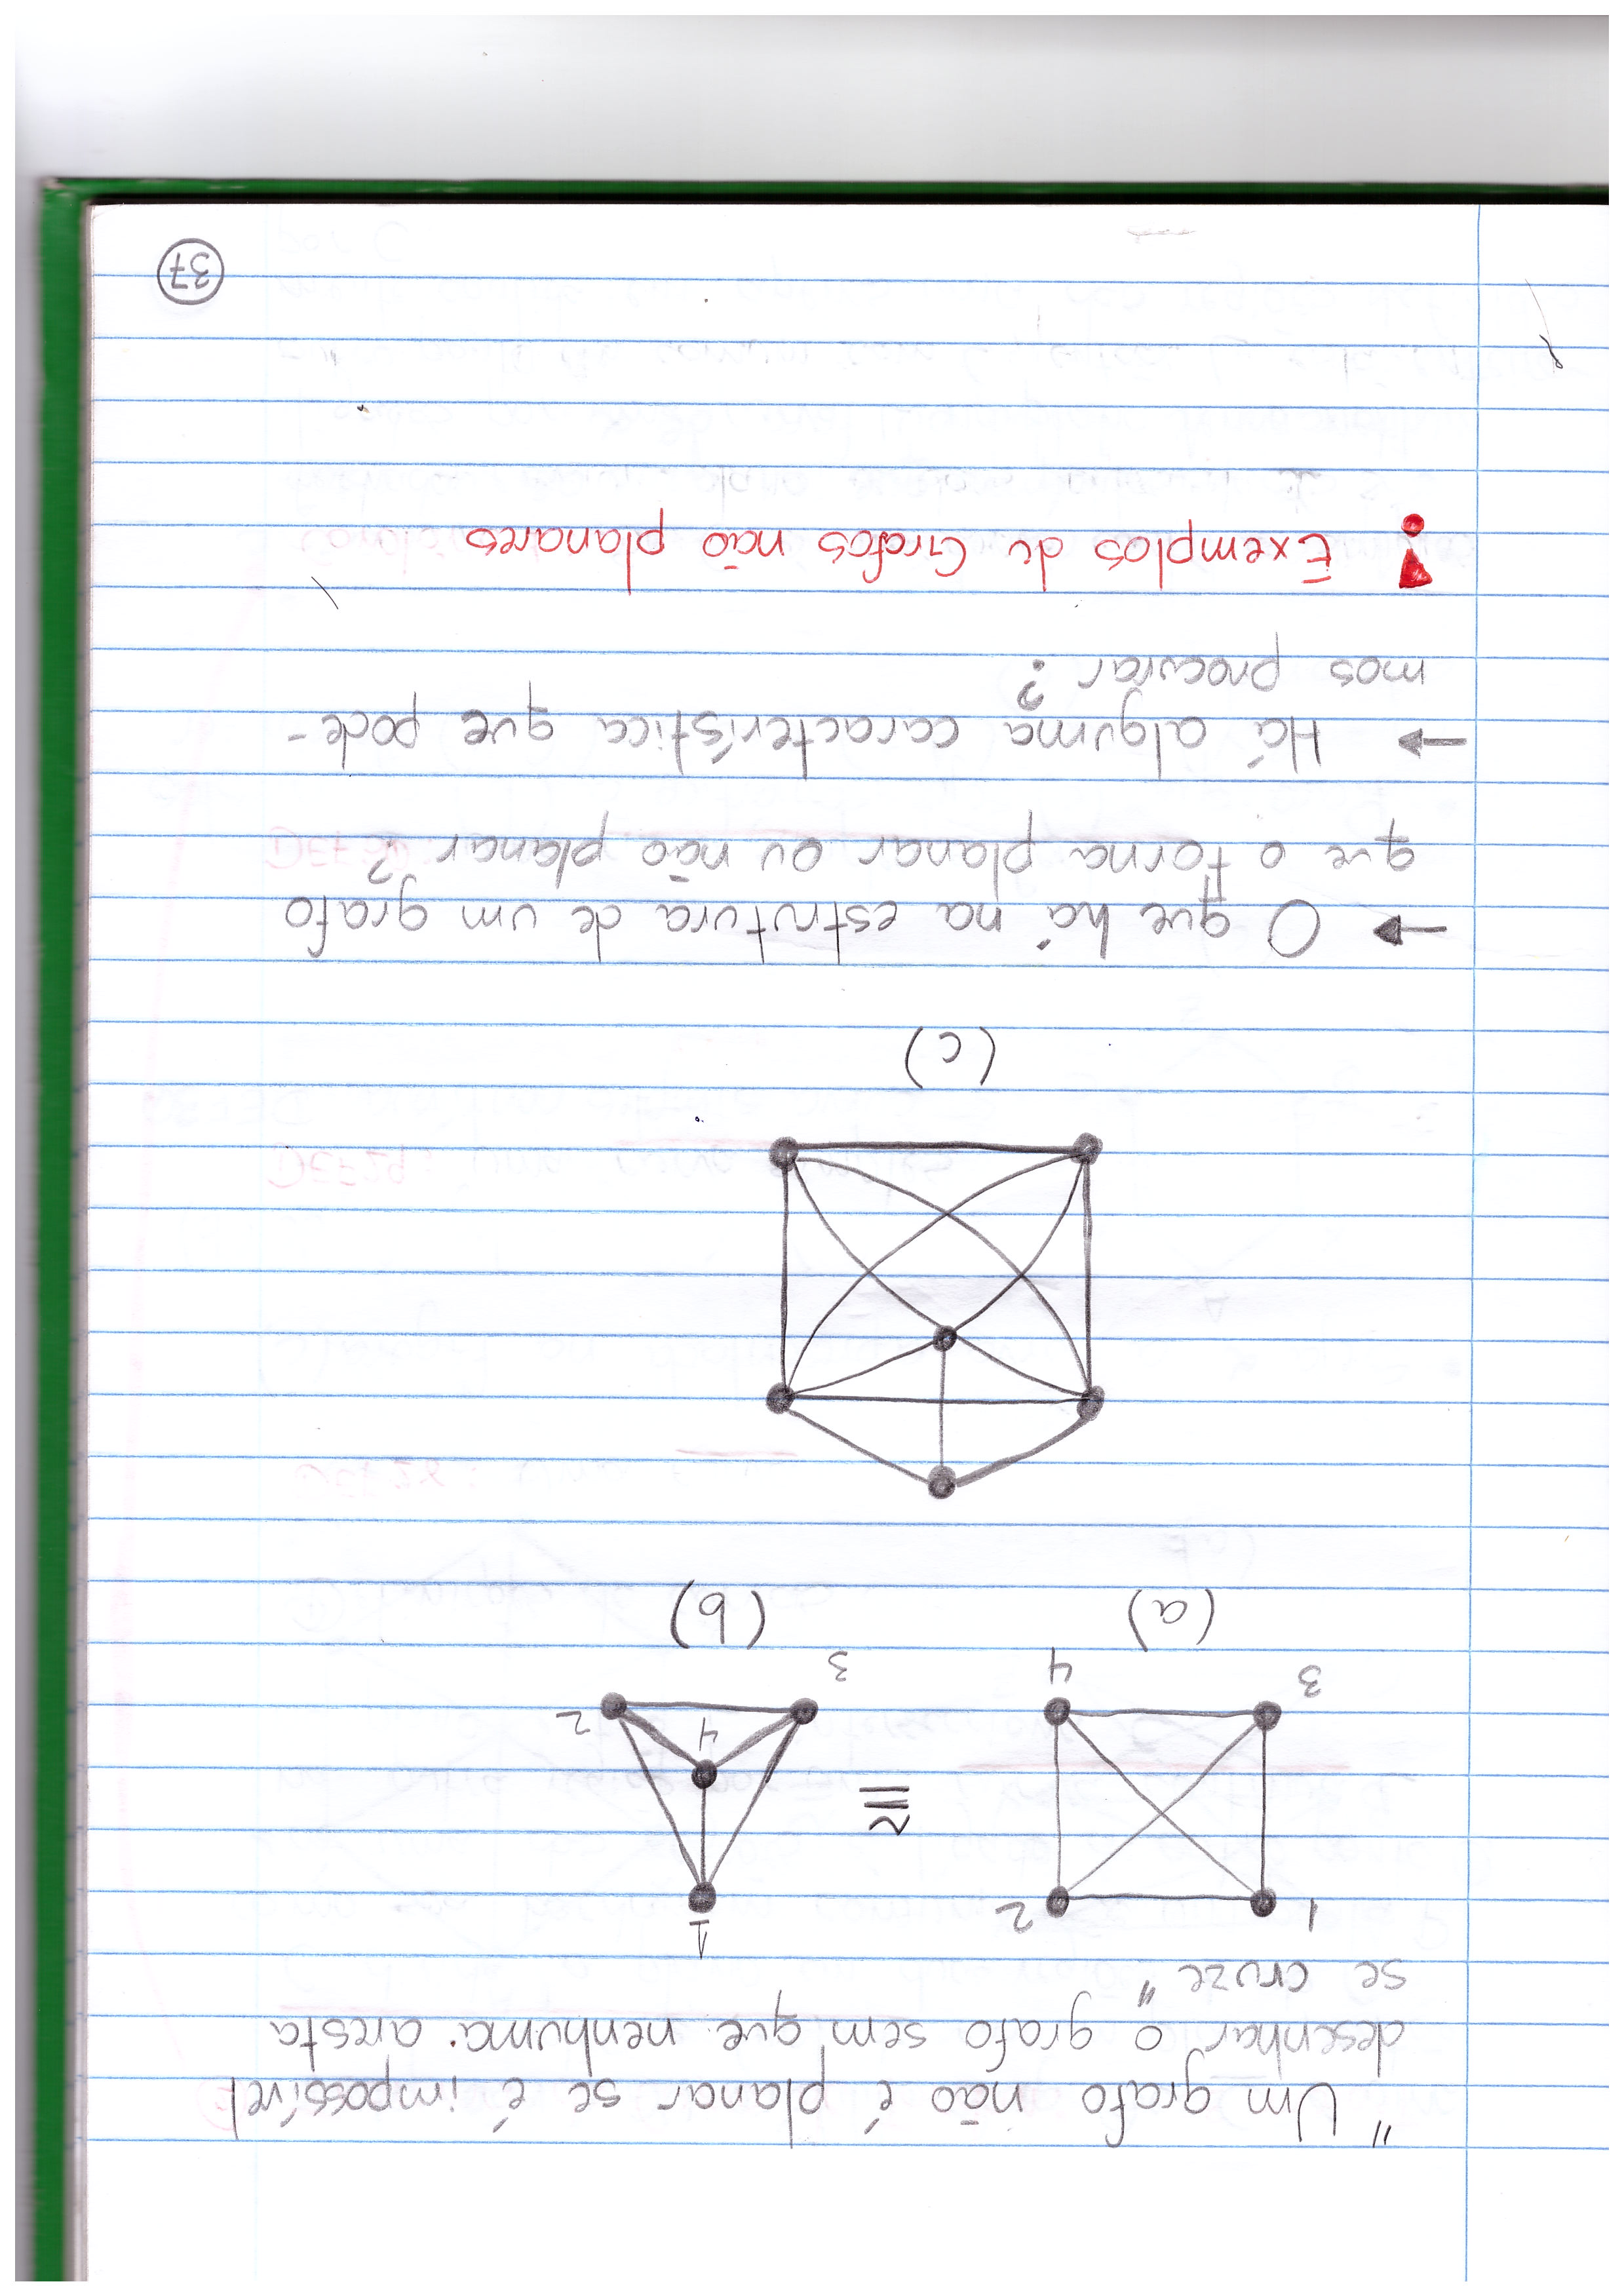 " Um grafo não é planar se é impossível
desenhar o grafo sem que nenhuma aresta
se cruze "
1 2 ≅ 1
3 4 3 4 2
(a) (b)
(c)
→ O que há na estrutura de um grafo
que o torna planar ou não planar ?
→ Há alguma característica que pode-
mos procurar ?
! Exemplos de Grafos não planares
37